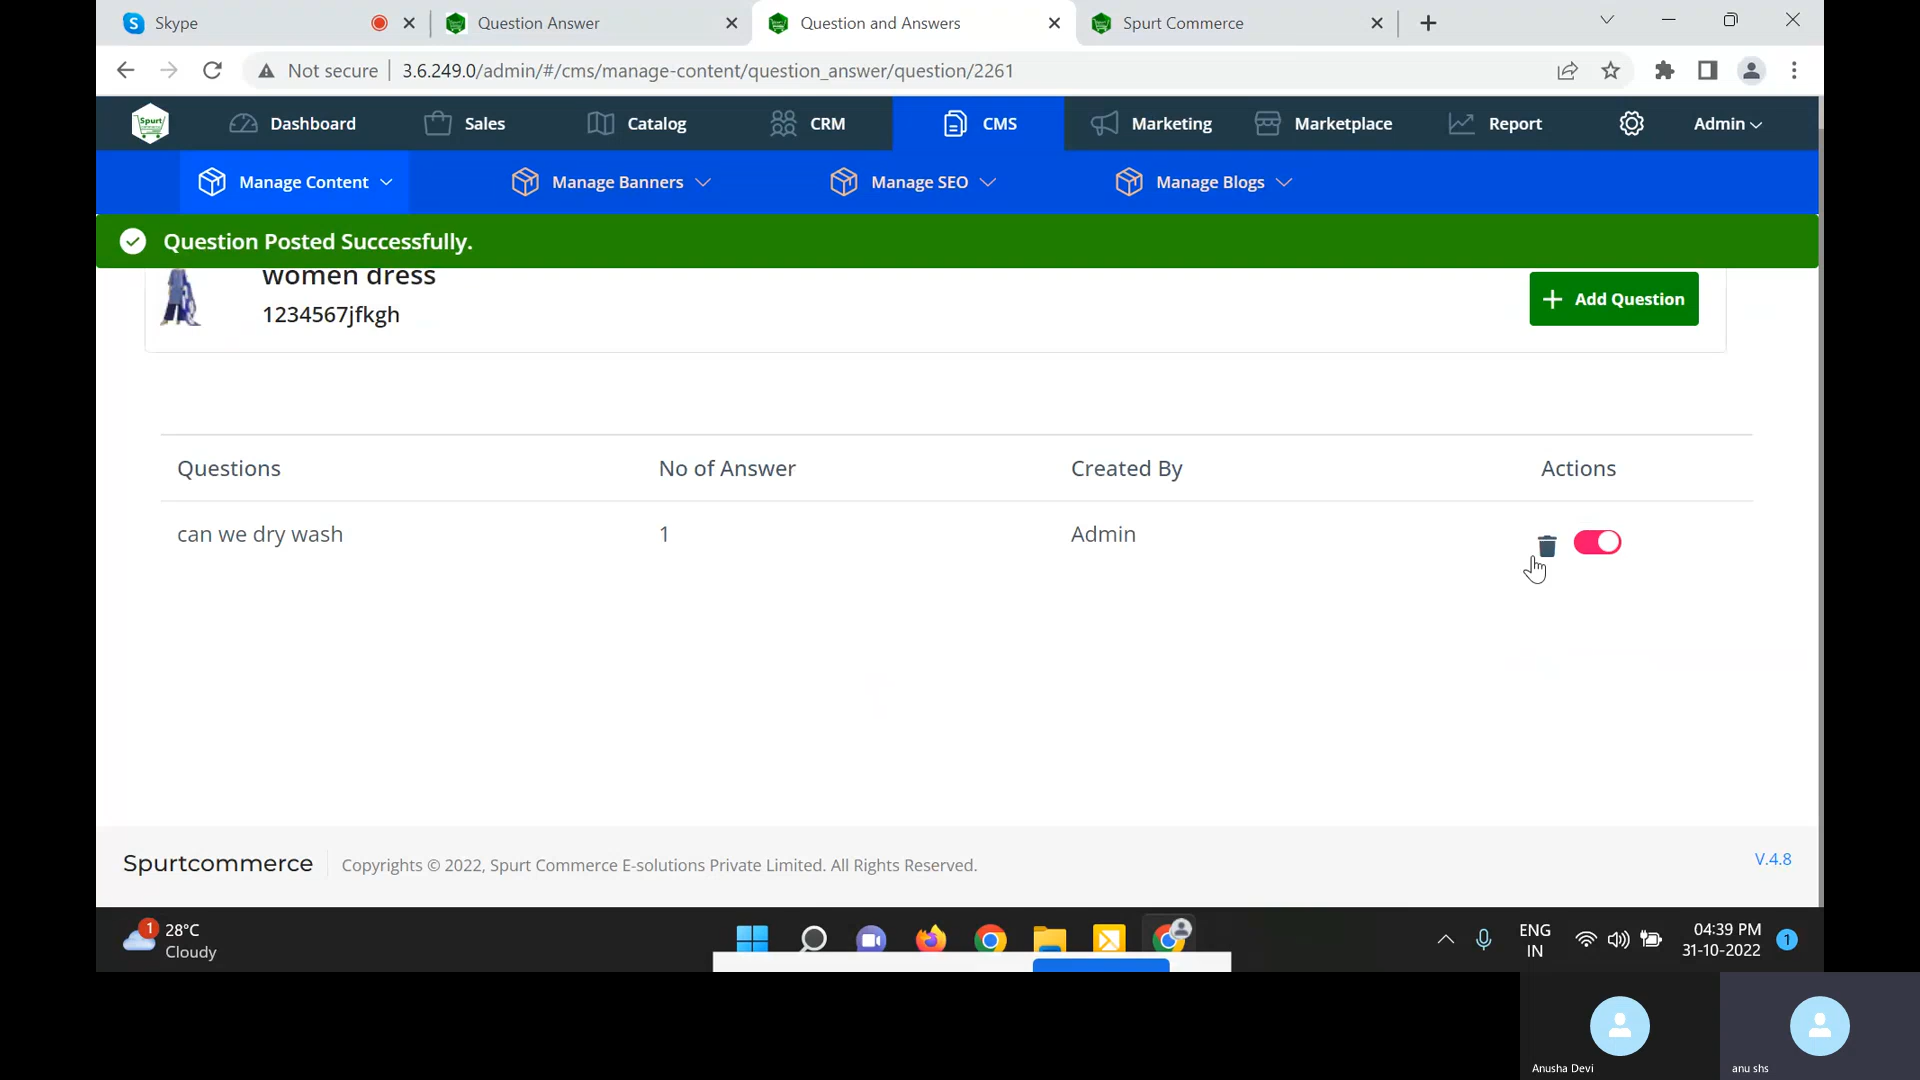 Skype
Question Answer
Question and Answers
Spurt Commerce
Not secure
3.6.249.0/admin/#/cms/manage-content/question_answer/question/2261
Spurt
Dashboard
Sales
Catalog
CRM
CMS
Marketing
Marketplace
Report
Admin
Manage Content
Manage Banners
Manage SEO
Manage Blogs
Question Posted Successfully.
women dress
1234567jfkgh
Add Question
Questions
No of Answer
Created By
Actions
can we dry wash
1
Admin
Spurtcommerce
Copyrights © 2022, Spurt Commerce E-solutions Private Limited. All Rights Reserved.
V.4.8
1
28°C
Cloudy
ENG
IN
04:39 PM
31-10-2022
1
Anusha Devi
anu shs